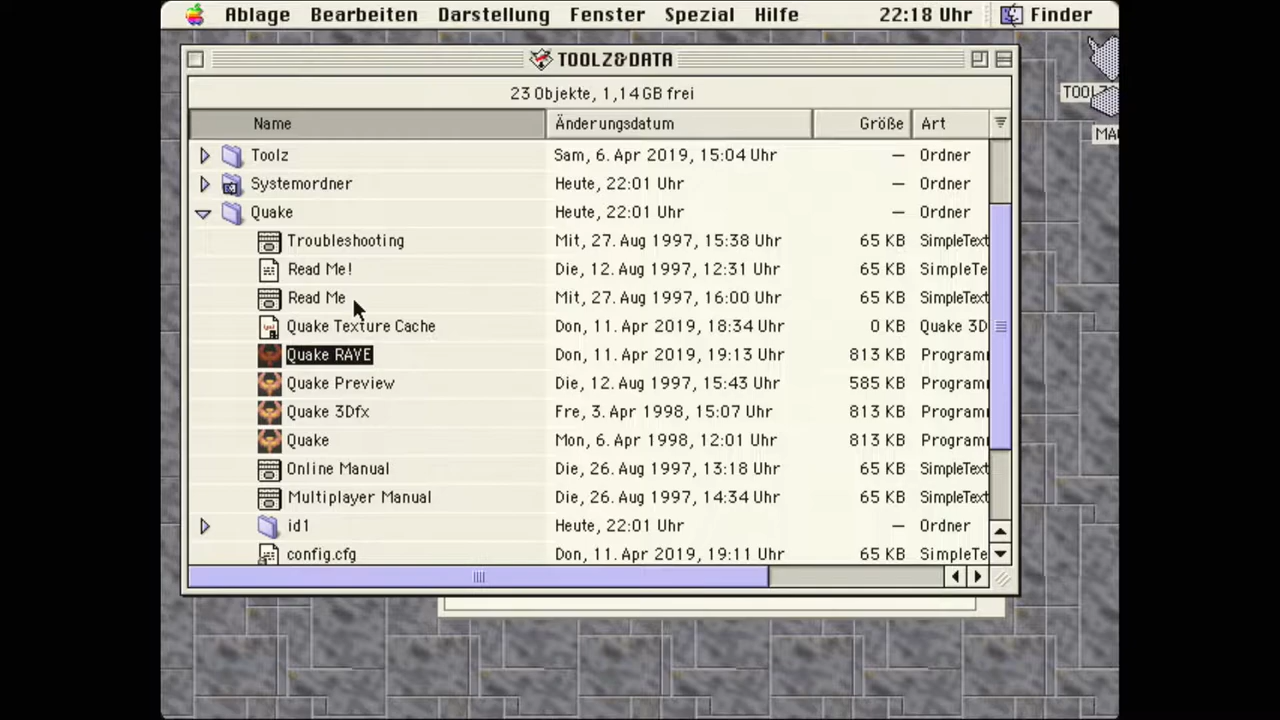 Ablage Bearbeiten Darstellung Fenster Spezial Hilfe 22:18 Uhr Finder
TOOLZ&DATA
23 Objekte, 1,14 GB frei
Name Änderungsdatum Größe Art
Toolz Sam, 6. Apr 2019, 15:04 Uhr — Ordner
Systemordner Heute, 22:01 Uhr — Ordner
Quake Heute, 22:01 Uhr — Ordner
Troubleshooting Mit, 27. Aug 1997, 15:38 Uhr 65 KB SimpleText
Read Me! Die, 12. Aug 1997, 12:31 Uhr 65 KB SimpleTe
Read Me Mit, 27. Aug 1997, 16:00 Uhr 65 KB SimpleText
Quake Texture Cache Don, 11. Apr 2019, 18:34 Uhr 0 KB Quake 3D
Quake RAVE Don, 11. Apr 2019, 19:13 Uhr 813 KB Program
Quake Preview Die, 12. Aug 1997, 15:43 Uhr 585 KB Program
Quake 3Dfx Fre, 3. Apr 1998, 15:07 Uhr 813 KB Program
Quake Mon, 6. Apr 1998, 12:01 Uhr 813 KB Program
Online Manual Die, 26. Aug 1997, 13:18 Uhr 65 KB SimpleText
Multiplayer Manual Die, 26. Aug 1997, 14:34 Uhr 65 KB SimpleText
id1 Heute, 22:01 Uhr — Ordner
config.cfg Don, 11. Apr 2019, 19:11 Uhr 65 KB SimpleTe
TOOLZ
MA